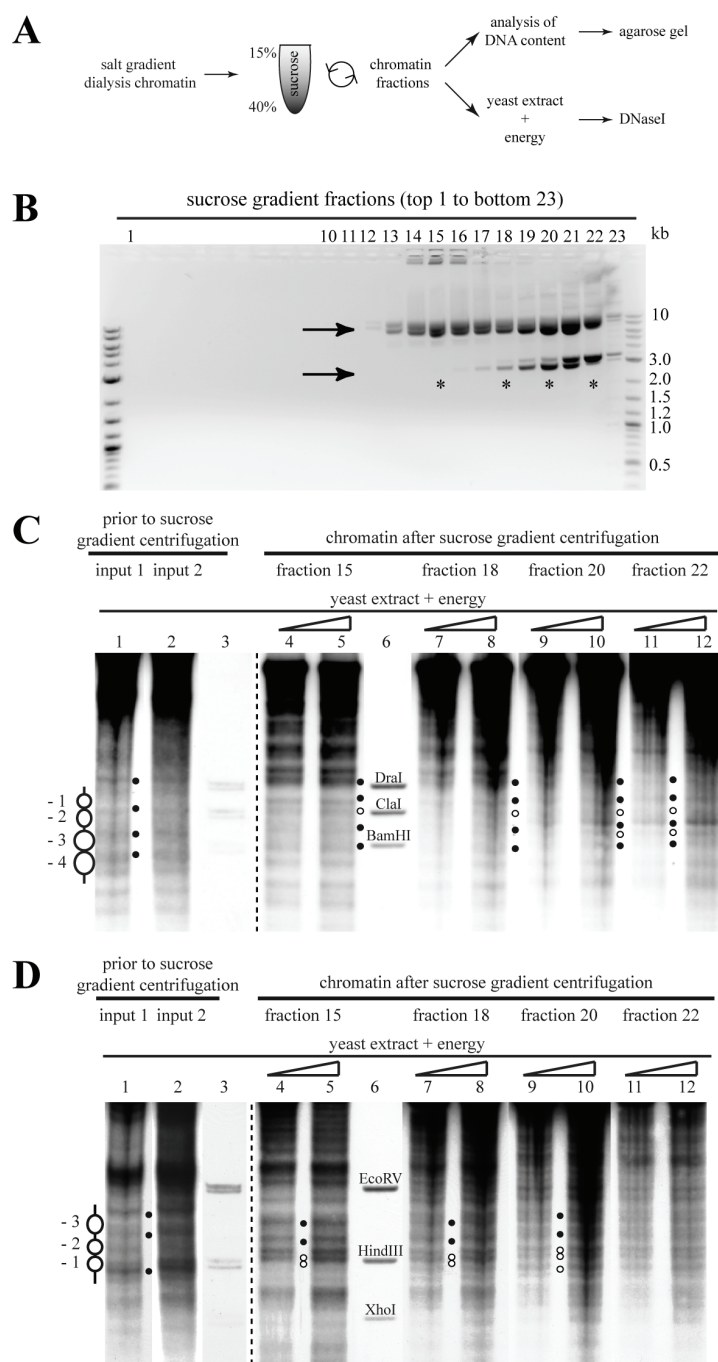 A
salt gradient
dialysis chromatin
15%
40%
sucrose
chromatin
fractions
analysis of
DNA content
agarose gel
yeast extract
+
energy
DNaseI
B
sucrose gradient fractions (top 1 to bottom 23)
1 10 11 12 13 14 15 16 17 18 19 20 21 22 23 kb
10
3.0
2.0
1.5
1.2
1.0
0.5
* * * *
C
prior to sucrose
gradient centrifugation
chromatin after sucrose gradient centrifugation
input 1 input 2 fraction 15 fraction 18 fraction 20 fraction 22
yeast extract + energy
1 2 3 4 5 6 7 8 9 10 11 12
DraI
- 1
ClaI
- 2
BamHI
- 3
- 4
D
prior to sucrose
gradient centrifugation
chromatin after sucrose gradient centrifugation
input 1 input 2 fraction 15 fraction 18 fraction 20 fraction 22
yeast extract + energy
1 2 3 4 5 6 7 8 9 10 11 12
EcoRV
- 3
- 2
HindIII
- 1
XhoI